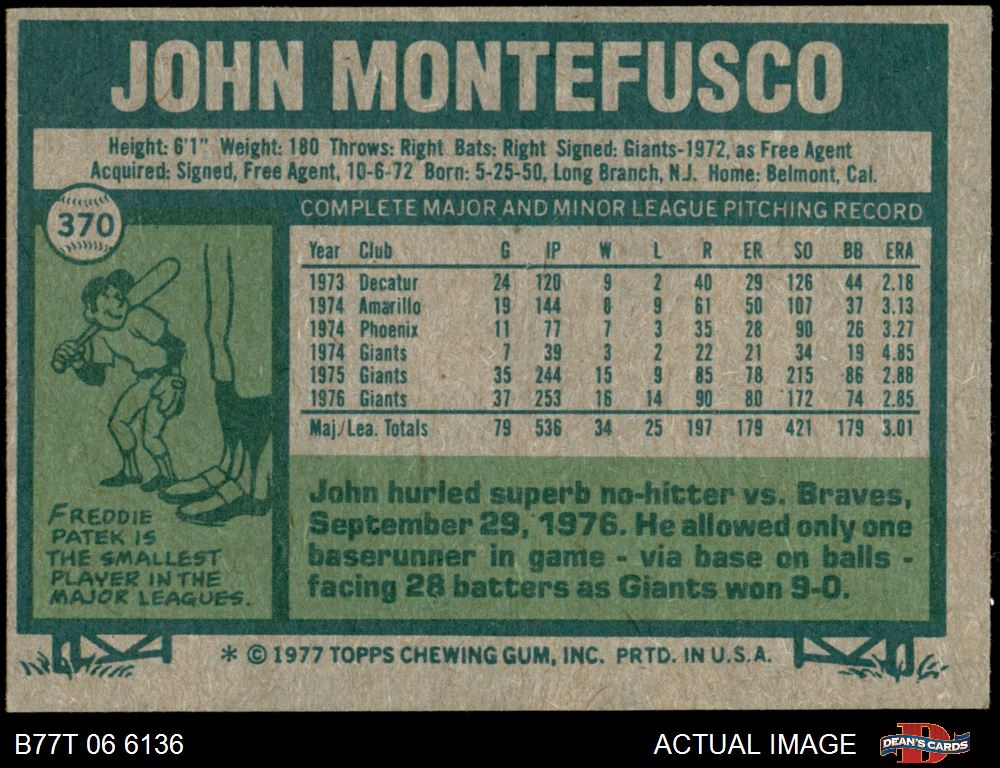 JOHN MONTEFUSCO
Height: 6'1" Weight: 180 Throws: Right Bats: Right Signed: Giants-1972, as Free Agent
Acquired: Signed, Free Agent, 10-6-72 Born: 5-25-50, Long Branch, N.J. Home: Belmont, Cal.
370
COMPLETE MAJOR AND MINOR LEAGUE PITCHING RECORD
Year Club G IP W L R ER SO BB ERA
1973 Decatur 24 120 9 2 40 29 126 44 2.18
1974 Amarillo 19 144 8 9 61 50 107 37 3.13
1974 Phoenix 11 77 7 3 35 28 90 26 3.27
1974 Giants 7 39 3 2 22 21 34 19 4.85
1975 Giants 35 244 15 9 85 78 215 86 2.88
1976 Giants 37 253 16 14 90 80 172 74 2.85
Maj./Lea. Totals 79 536 34 25 197 179 421 179 3.01
FREDDIE
PATEK IS
THE SMALLEST
PLAYER IN THE
MAJOR LEAGUES.
John hurled superb no-hitter vs. Braves,
September 29, 1976. He allowed only one
baserunner in game - via base on balls -
facing 28 batters as Giants won 9-0.
* © 1977 TOPPS CHEWING GUM, INC. PRTD. IN U.S.A.
B77T 06 6136
ACTUAL IMAGE
D
DEAN'S CARDS